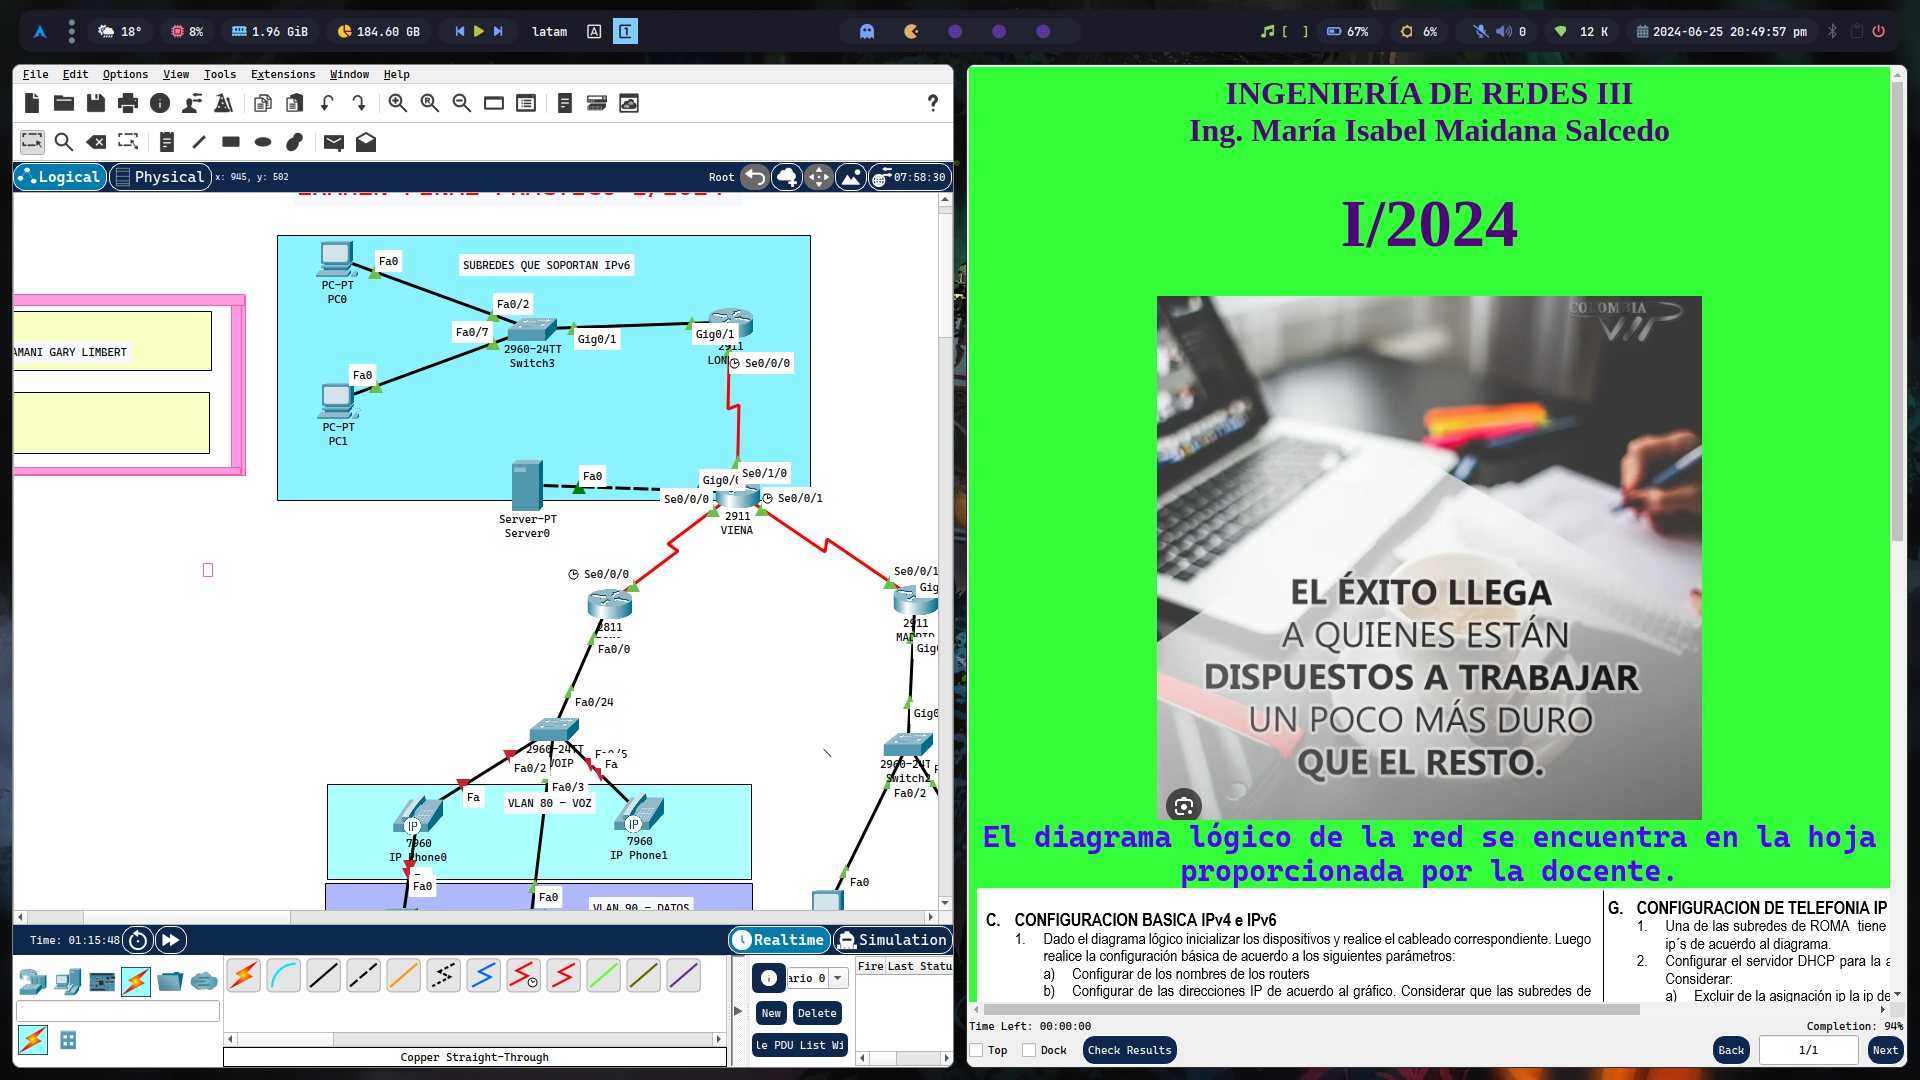 18°
8%
1.96 GiB
184.60 GB
latam
A
1
[ ]
67%
6%
0
12 K
2024-06-25 20:49:57 pm
File Edit Options View Tools Extensions Window Help
?
Logical
Physical
x: 945, y: 502
Root
07:58:30
SUBREDES QUE SOPORTAN IPv6
Fa0
PC-PT
PC0
Fa0/2
Fa0/7
Gig0/1
Gig0/1
2960-24TT
Switch3
2911
LON
Se0/0/0
AMANI GARY LIMBERT
Fa0
PC-PT
PC1
Fa0
Server-PT
Server0
Se0/1/0
Gig0/
Se0/0/0
Se0/0/1
2911
VIENA
Se0/0/0
2811
Fa0/0
Se0/0/1
Gig
2911
MADRID
Gig
Fa0/24
Gig0
2960-24TT
VOIP
Fa0/5
Fa
Fa0/2
Fa0/3
Fa
VLAN 80 - VOZ
2960-24T
Switch2
Fa0/2
IP
7960
IP Phone0
IP
7960
IP Phone1
Fa0
Fa0
Fa0
VLAN 90 - DATOS
Time: 01:15:48
Realtime
Simulation
ario 0
Fire Last Statu
New
Delete
le PDU List Wi
Copper Straight-Through
INGENIERÍA DE REDES III
Ing. María Isabel Maidana Salcedo
I/2024
COLOMBIA
VIP
EL ÉXITO LLEGA
A QUIENES ESTÁN
DISPUESTOS A TRABAJAR
UN POCO MÁS DURO
QUE EL RESTO.
El diagrama lógico de la red se encuentra en la hoja
proporcionada por la docente.
C. CONFIGURACION BASICA IPv4 e IPv6
1. Dado el diagrama lógico inicializar los dispositivos y realice el cableado correspondiente. Luego
realice la configuración básica de acuerdo a los siguientes parámetros:
a) Configurar de los nombres de los routers
b) Configurar de las direcciones IP de acuerdo al gráfico. Considerar que las subredes de
G. CONFIGURACION DE TELEFONIA IP
1. Una de las subredes de ROMA tiene
ip´s de acuerdo al diagrama.
2. Configurar el servidor DHCP para la a
Considerar:
a) Excluir de la asignación ip la ip de
Time Left: 00:00:00
Completion: 94%
Top
Dock
Check Results
Back
1/1
Next